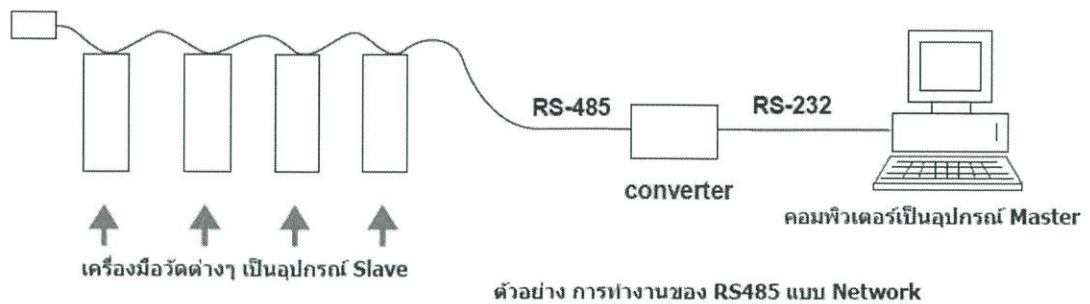 RS-485
RS-232
converter
คอมพิวเตอร์เป็นอุปกรณ์ Master
เครื่องมือวัดต่างๆ เป็นอุปกรณ์ Slave
ตัวอย่าง การทำงานของ RS485 แบบ Network